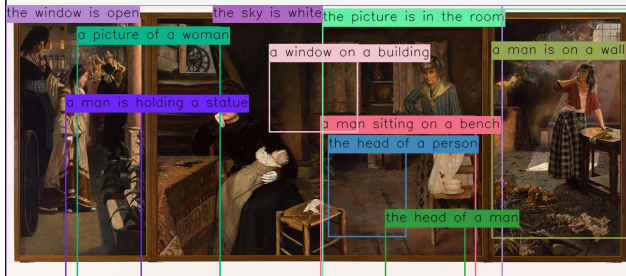 the window is open
the sky is white
the picture is in the room
a picture of a woman
a window on a building
a man is on a wall
a man is holding a statue
a man sitting on a bench
the head of a person
the head of a man